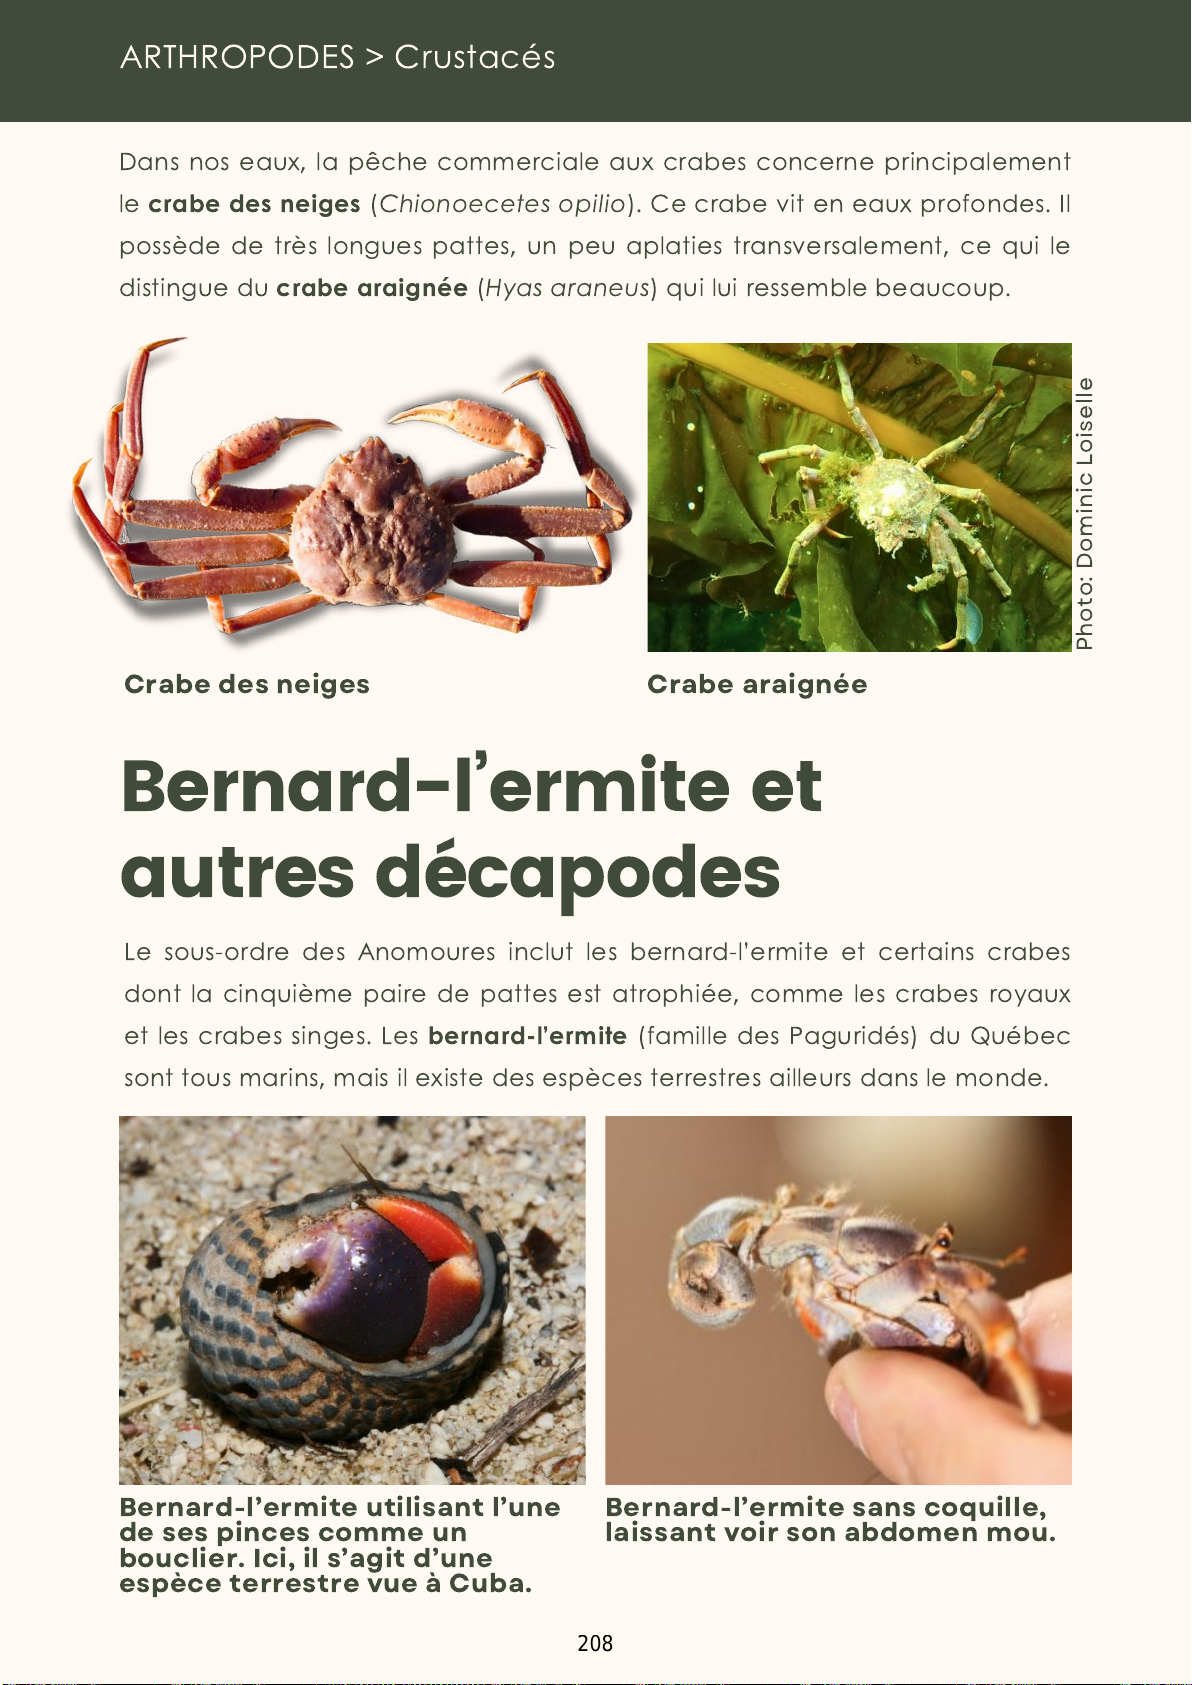 ARTHROPODES > Crustacés
Dans nos eaux, la pêche commerciale aux crabes concerne principalement
le crabe des neiges (Chionoecetes opilio). Ce crabe vit en eaux profondes. Il
possède de très longues pattes, un peu aplaties transversalement, ce qui le
distingue du crabe araignée (Hyas araneus) qui lui ressemble beaucoup.
Photo: Dominic Loiselle
Crabe des neiges
Crabe araignée
Bernard-l’ermite et
autres décapodes
Le sous-ordre des Anomoures inclut les bernard-l’ermite et certains crabes
dont la cinquième paire de pattes est atrophiée, comme les crabes royaux
et les crabes singes. Les bernard-l’ermite (famille des Paguridés) du Québec
sont tous marins, mais il existe des espèces terrestres ailleurs dans le monde.
Bernard-l’ermite utilisant l’une
de ses pinces comme un
bouclier. Ici, il s’agit d’une
espèce terrestre vue à Cuba.
Bernard-l’ermite sans coquille,
laissant voir son abdomen mou.
208